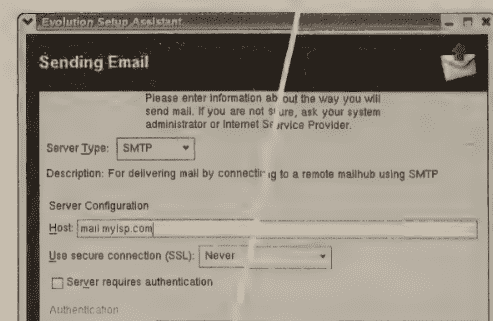 Evolution Setup Assistant
Sending Email
Please enter information about the way you will
send mail. If you are not sure, ask your system
administrator or Internet Service Provider.
Server Type: SMTP
Description: For delivering mail by connecting to a remote mailhub using SMTP
Server Configuration
Host: mail.myisp.com
Use secure connection (SSL): Never
Server requires authentication
Authentication